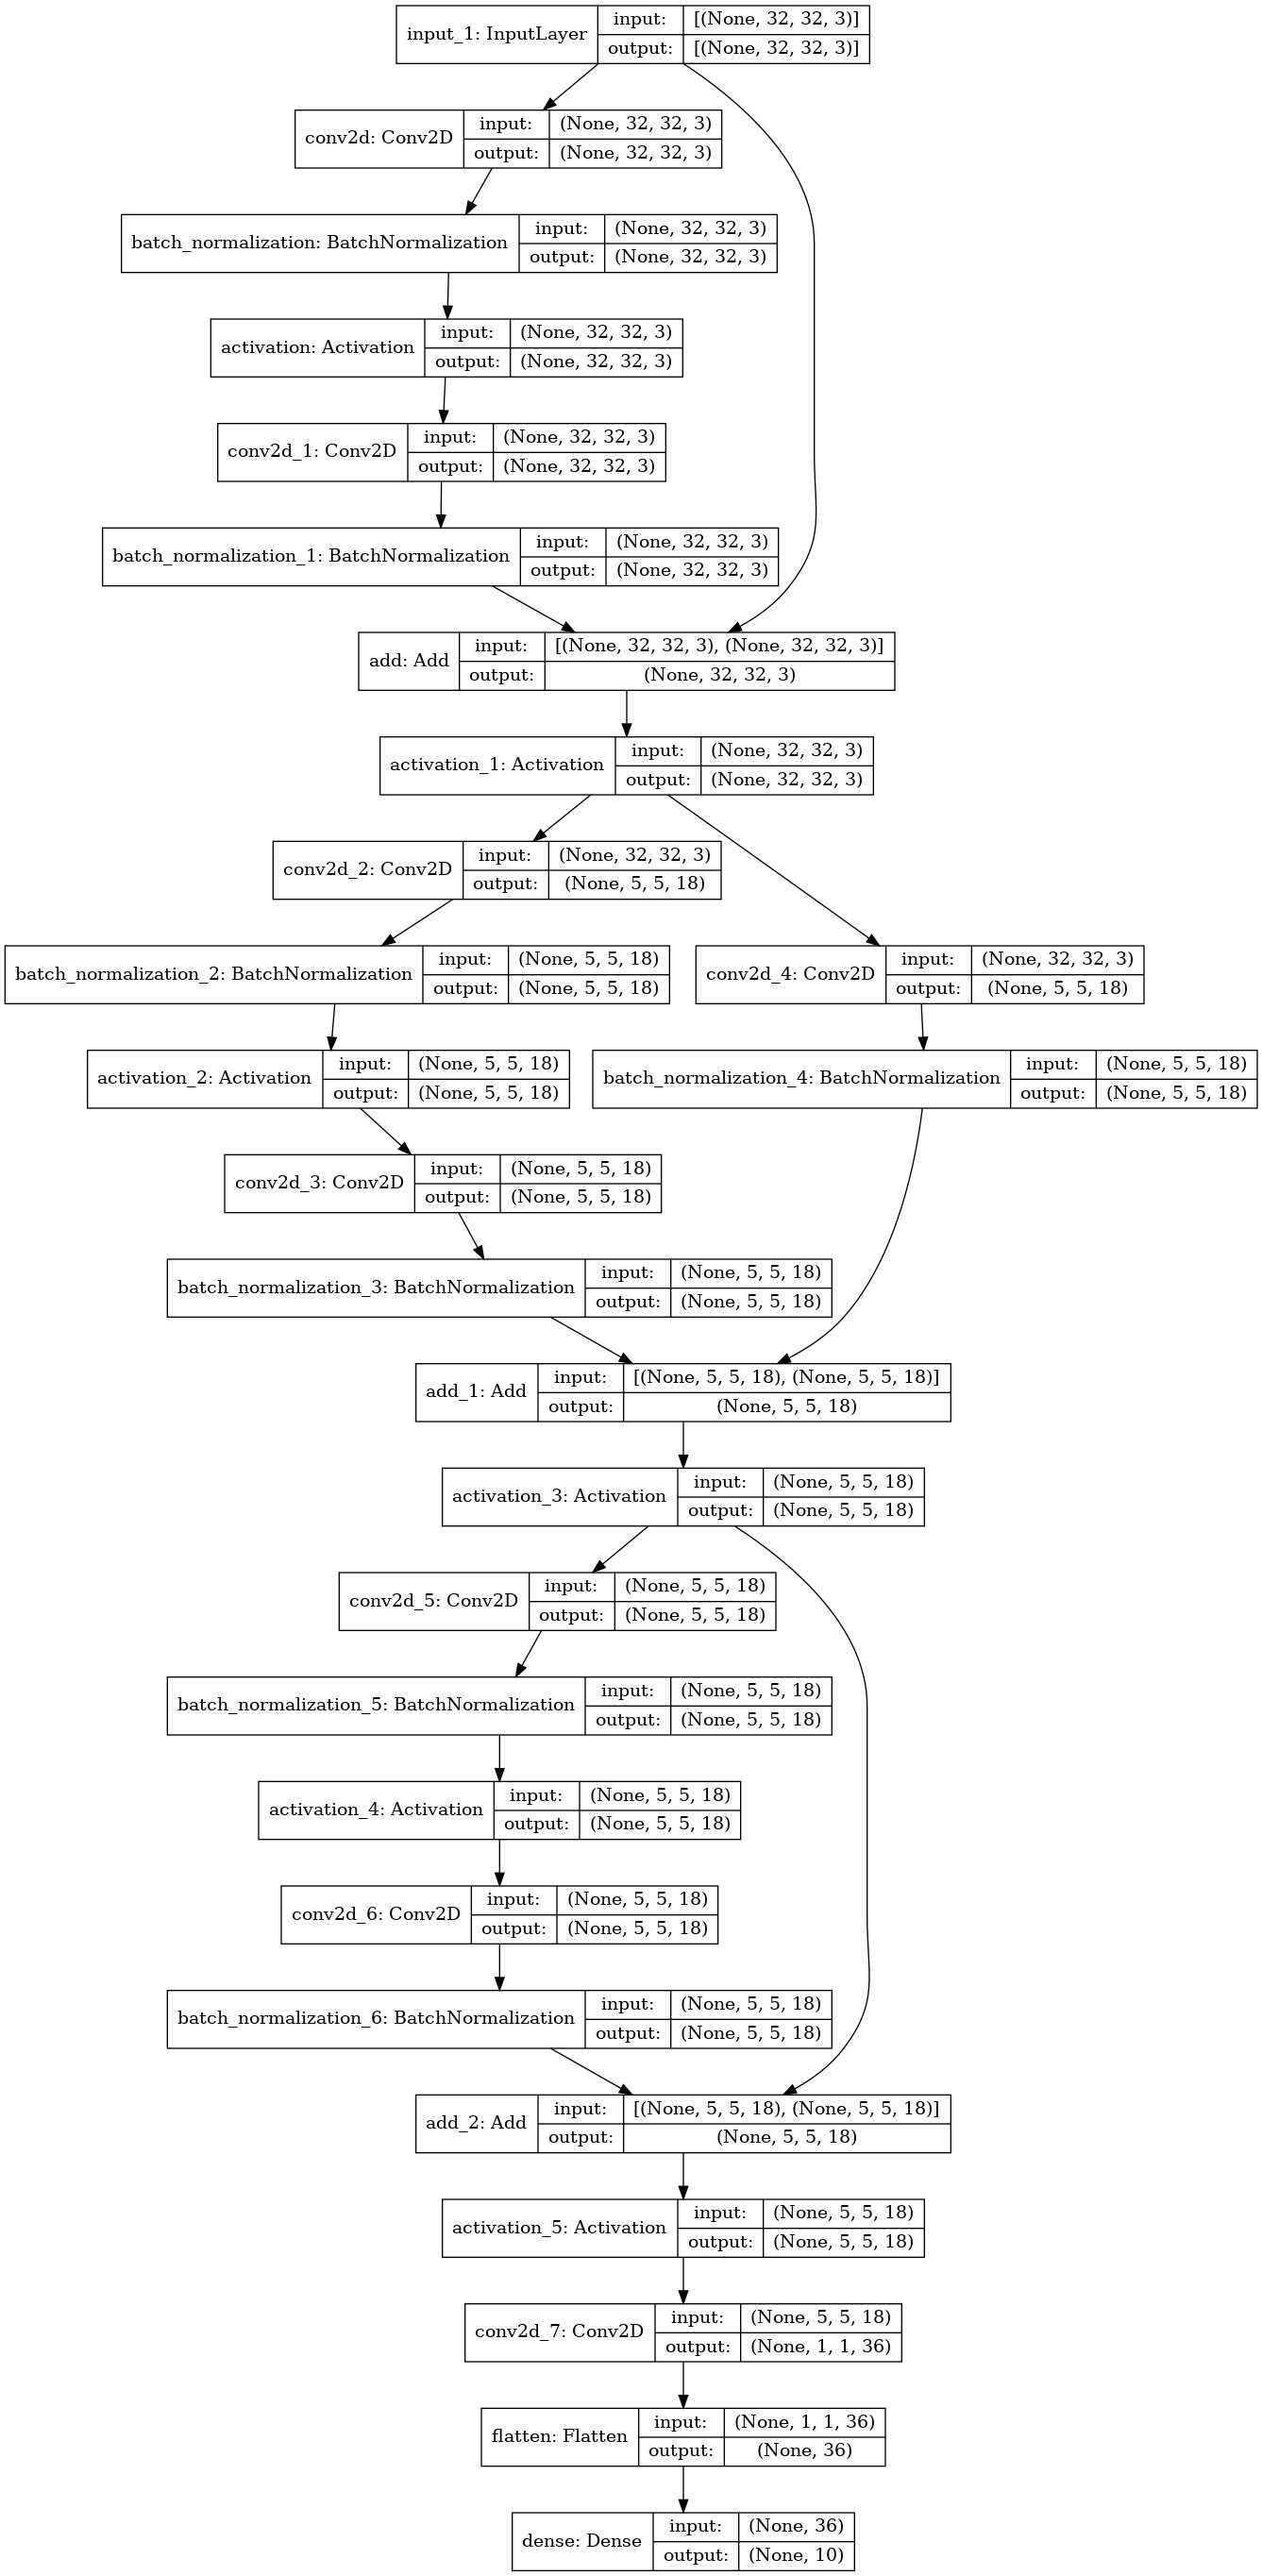 input_1: InputLayer
input: [(None, 32, 32, 3)]
output: [(None, 32, 32, 3)]
conv2d: Conv2D
input: (None, 32, 32, 3)
output: (None, 32, 32, 3)
batch_normalization: BatchNormalization
input: (None, 32, 32, 3)
output: (None, 32, 32, 3)
activation: Activation
input: (None, 32, 32, 3)
output: (None, 32, 32, 3)
conv2d_1: Conv2D
input: (None, 32, 32, 3)
output: (None, 32, 32, 3)
batch_normalization_1: BatchNormalization
input: (None, 32, 32, 3)
output: (None, 32, 32, 3)
add: Add
input: [(None, 32, 32, 3), (None, 32, 32, 3)]
output: (None, 32, 32, 3)
activation_1: Activation
input: (None, 32, 32, 3)
output: (None, 32, 32, 3)
conv2d_2: Conv2D
input: (None, 32, 32, 3)
output: (None, 5, 5, 18)
batch_normalization_2: BatchNormalization
input: (None, 5, 5, 18)
output: (None, 5, 5, 18)
conv2d_4: Conv2D
input: (None, 32, 32, 3)
output: (None, 5, 5, 18)
activation_2: Activation
input: (None, 5, 5, 18)
output: (None, 5, 5, 18)
batch_normalization_4: BatchNormalization
input: (None, 5, 5, 18)
output: (None, 5, 5, 18)
conv2d_3: Conv2D
input: (None, 5, 5, 18)
output: (None, 5, 5, 18)
batch_normalization_3: BatchNormalization
input: (None, 5, 5, 18)
output: (None, 5, 5, 18)
add_1: Add
input: [(None, 5, 5, 18), (None, 5, 5, 18)]
output: (None, 5, 5, 18)
activation_3: Activation
input: (None, 5, 5, 18)
output: (None, 5, 5, 18)
conv2d_5: Conv2D
input: (None, 5, 5, 18)
output: (None, 5, 5, 18)
batch_normalization_5: BatchNormalization
input: (None, 5, 5, 18)
output: (None, 5, 5, 18)
activation_4: Activation
input: (None, 5, 5, 18)
output: (None, 5, 5, 18)
conv2d_6: Conv2D
input: (None, 5, 5, 18)
output: (None, 5, 5, 18)
batch_normalization_6: BatchNormalization
input: (None, 5, 5, 18)
output: (None, 5, 5, 18)
add_2: Add
input: [(None, 5, 5, 18), (None, 5, 5, 18)]
output: (None, 5, 5, 18)
activation_5: Activation
input: (None, 5, 5, 18)
output: (None, 5, 5, 18)
conv2d_7: Conv2D
input: (None, 5, 5, 18)
output: (None, 1, 1, 36)
flatten: Flatten
input: (None, 1, 1, 36)
output: (None, 36)
dense: Dense
input: (None, 36)
output: (None, 10)